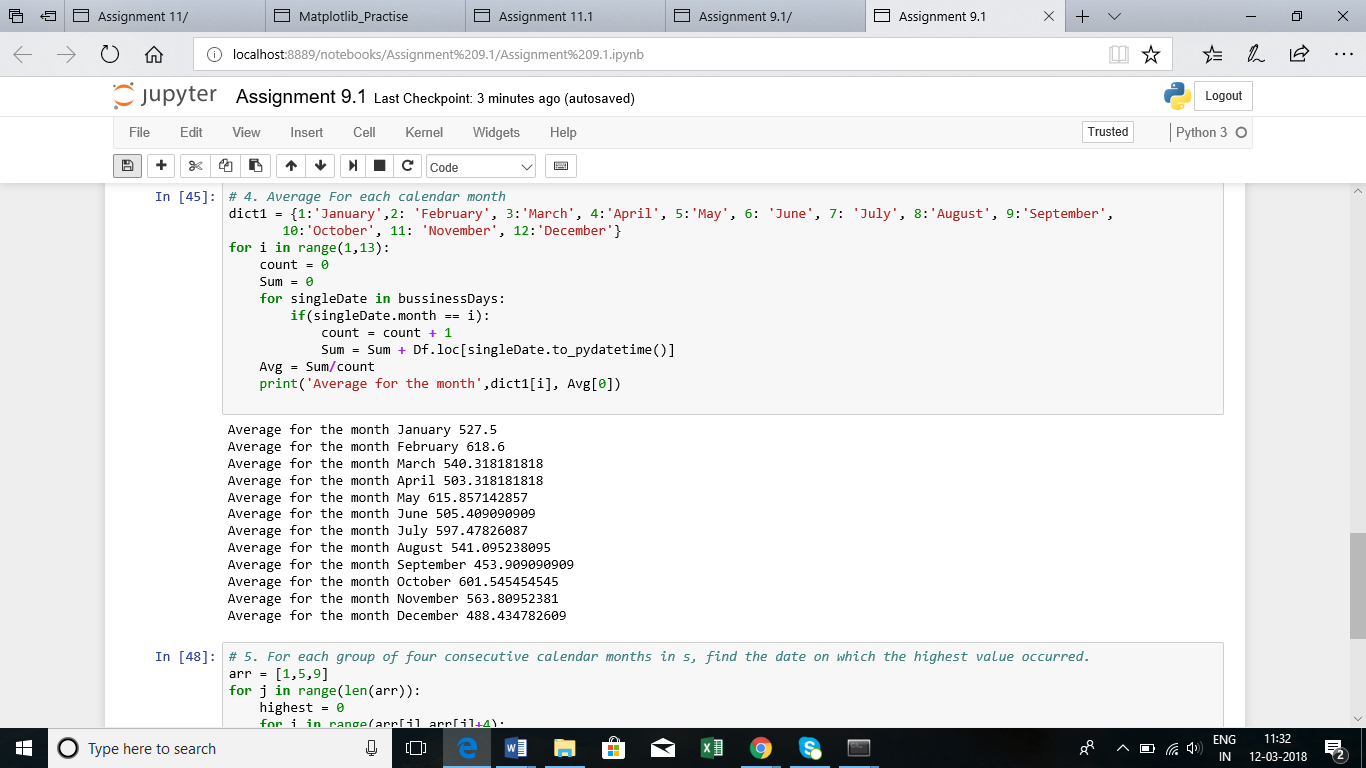 Assignment 11/ Matplotlib_Practise Assignment 11.1 Assignment 9.1/ Assignment 9.1
localhost:8889/notebooks/Assignment%209.1/Assignment%209.1.ipynb
jupyter Assignment 9.1 Last Checkpoint: 3 minutes ago (autosaved) Logout
File Edit View Insert Cell Kernel Widgets Help Trusted Python 3
Code
In [45]: # 4. Average For each calendar month
dict1 = {1:'January',2: 'February', 3:'March', 4:'April', 5:'May', 6: 'June', 7: 'July', 8:'August', 9:'September',
10:'October', 11: 'November', 12:'December'}
for i in range(1,13):
count = 0
Sum = 0
for singleDate in bussinessDays:
if(singleDate.month == i):
count = count + 1
Sum = Sum + Df.loc[singleDate.to_pydatetime()]
Avg = Sum/count
print('Average for the month',dict1[i], Avg[0])
Average for the month January 527.5
Average for the month February 618.6
Average for the month March 540.318181818
Average for the month April 503.318181818
Average for the month May 615.857142857
Average for the month June 505.409090909
Average for the month July 597.47826087
Average for the month August 541.095238095
Average for the month September 453.909090909
Average for the month October 601.545454545
Average for the month November 563.80952381
Average for the month December 488.434782609
In [48]: # 5. For each group of four consecutive calendar months in s, find the date on which the highest value occurred.
arr = [1,5,9]
for j in range(len(arr)):
highest = 0
for i in range(arr[j],arr[j]+4):
Type here to search
ENG 11:32
IN 12-03-2018 2